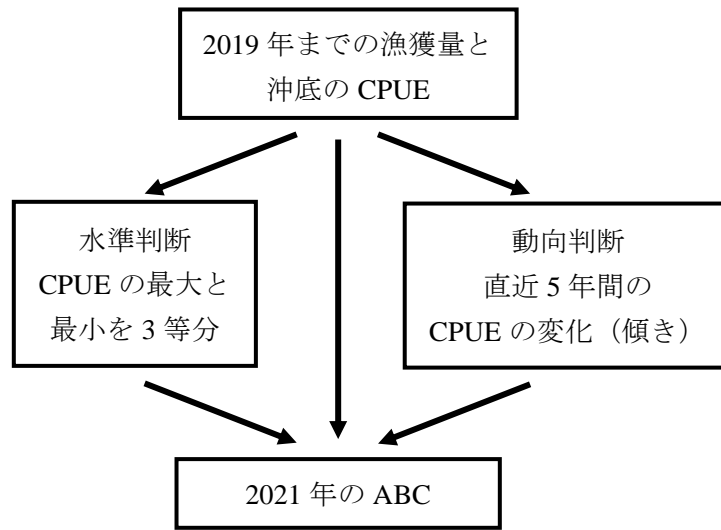 2019 年までの漁獲量と
沖底の CPUE
水準判断
CPUE の最大と
最小を 3 等分
動向判断
直近 5 年間の
CPUE の変化（傾き）
2021 年の ABC